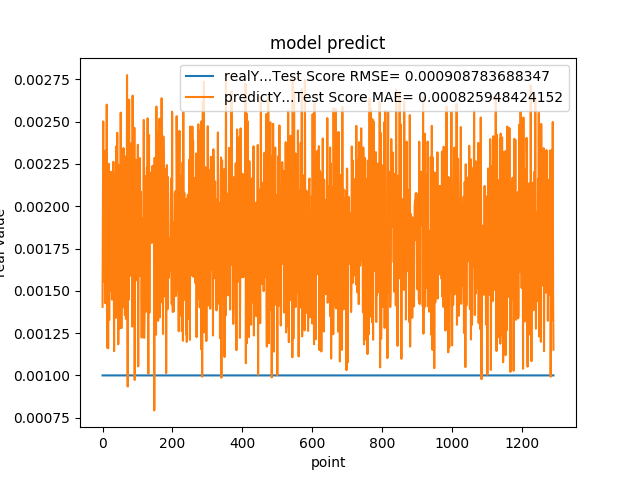 model predict
realY...Test Score RMSE= 0.000908783688347
predictY...Test Score MAE= 0.000825948424152
0.00275
0.00250
0.00225
0.00200
0.00175
0.00150
0.00125
0.00100
0.00075
real value
0 200 400 600 800 1000 1200
point